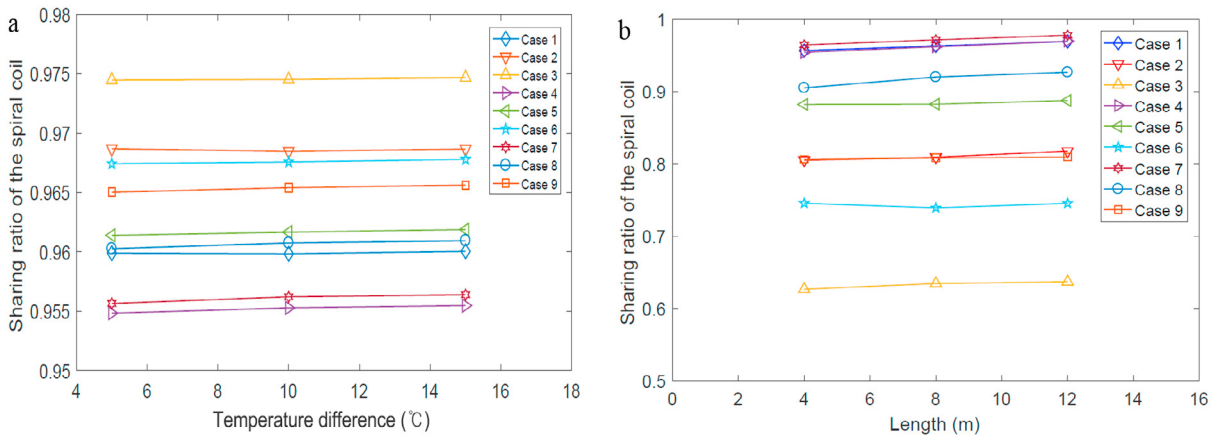 a
0.98
0.975
0.97
0.965
0.96
0.955
0.95
4 6 8 10 12 14 16 18
Sharing ratio of the spiral coil
Temperature difference (℃)
Case 1
Case 2
Case 3
Case 4
Case 5
Case 6
Case 7
Case 8
Case 9
b
1
0.9
0.8
0.7
0.6
0.5
0 2 4 6 8 10 12 14 16
Sharing ratio of the spiral coil
Length (m)
Case 1
Case 2
Case 3
Case 4
Case 5
Case 6
Case 7
Case 8
Case 9